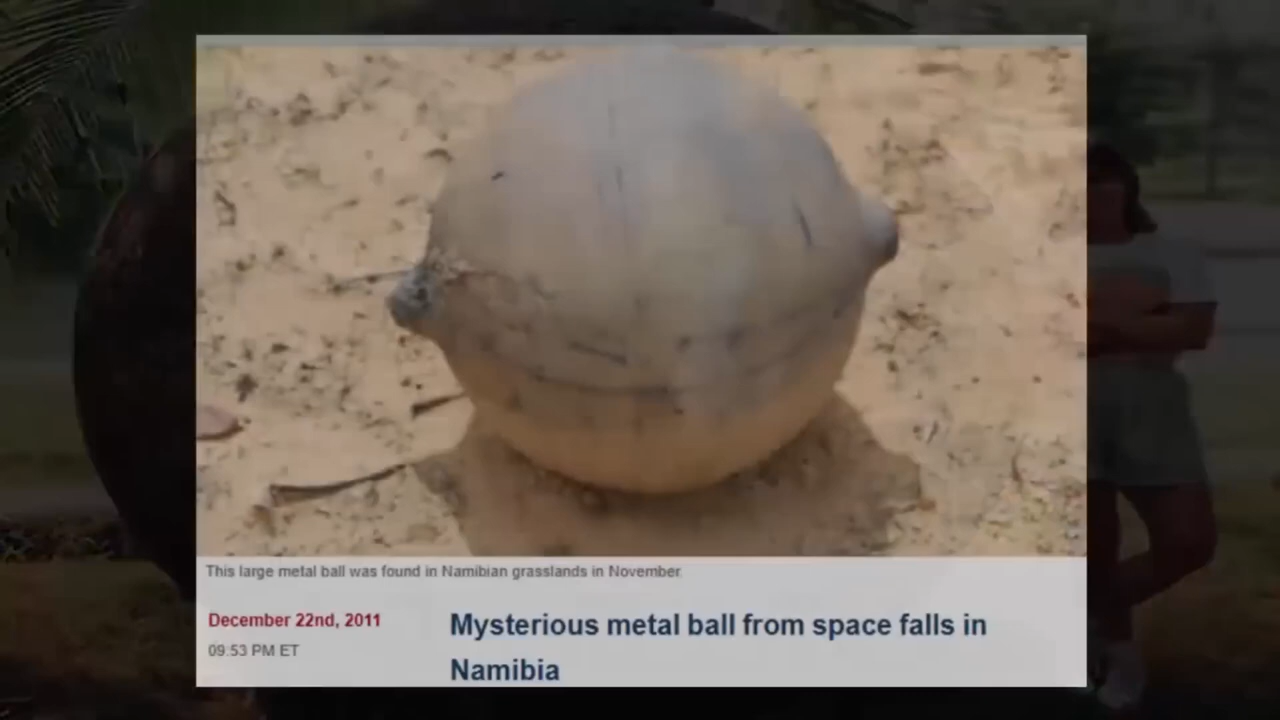 This large metal ball was found in Namibian grasslands in November.
December 22nd, 2011
09:53 PM ET
Mysterious metal ball from space falls in
Namibia